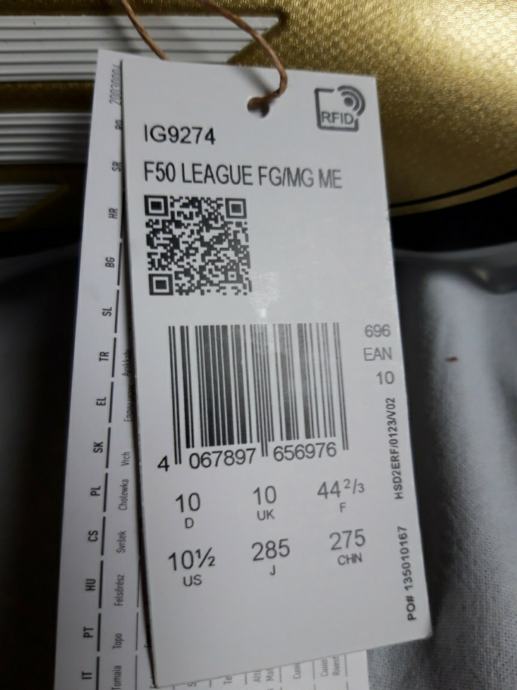 RFID
IG9274
F50 LEAGUE FG/MG ME
696
EAN
10
4 067897 656976
10
D
10
UK
44 2/3
F
10½
US
285
J
275
CHN
HSD2ERF/0123/V02
PO# 135010167
RO
SR
HR
BG
SL
TR
EL
SK
Vrch
PL
Cholewka
CS
Svršek
HU
Felsőrész
PT
Topo
IT
Tomaia